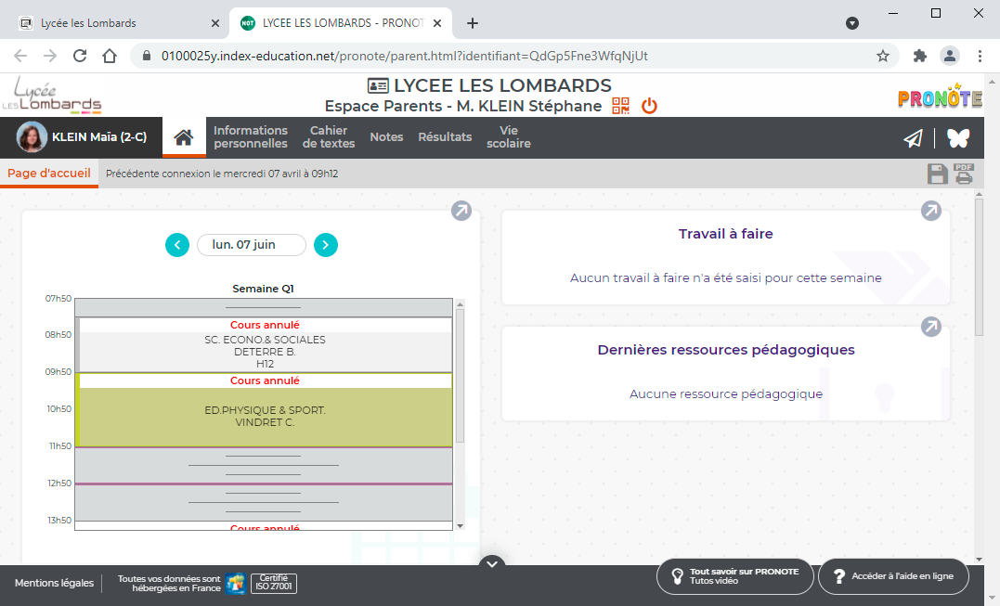 Lycée les Lombards
NOT
LYCEE LES LOMBARDS - PRONOT
0100025y.index-education.net/pronote/parent.html?identifiant=QdGp5Fne3WfqNjUt
Lycée
LES Lombards
LYCEE LES LOMBARDS
Espace Parents - M. KLEIN Stéphane
PRONOTE
KLEIN Maïa (2-C)
Informations
personnelles
Cahier
de textes
Notes
Résultats
Vie
scolaire
Page d'accueil
Précédente connexion le mercredi 07 avril à 09h12
PDF
lun. 07 juin
Semaine Q1
07h50
Cours annulé
08h50
SC. ECONO.& SOCIALES
DETERRE B.
H12
09h50
Cours annulé
10h50
ED.PHYSIQUE & SPORT.
VINDRET C.
11h50
12h50
13h50
Cours annulé
Travail à faire
Aucun travail à faire n'a été saisi pour cette semaine
Dernières ressources pédagogiques
Aucune ressource pédagogique
Mentions légales
Toutes vos données sont
hébergées en France
Certifié
ISO 27001
Tout savoir sur PRONOTE
Tutos vidéo
? Accéder à l'aide en ligne